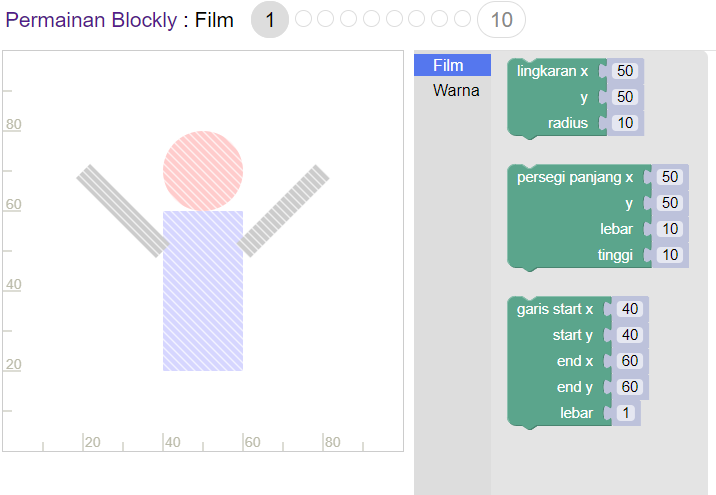 Permainan Blockly : Film 1 10
80
60
40
20
20 40 60 80
Film
Warna
lingkaran x 50
y 50
radius 10
persegi panjang x 50
y 50
lebar 10
tinggi 10
garis start x 40
start y 40
end x 60
end y 60
lebar 1